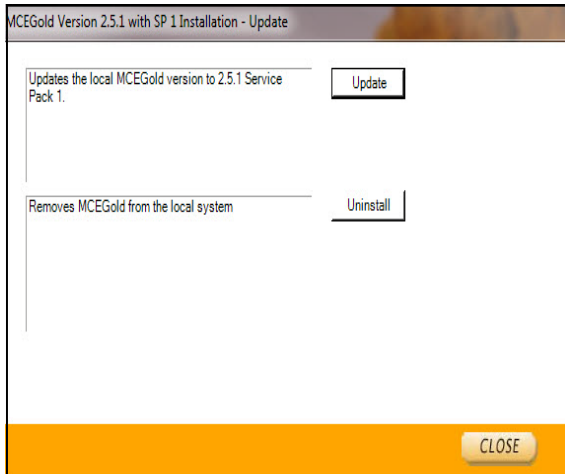 MCEGold Version 2.5.1 with SP 1 Installation - Update
Updates the local MCEGold version to 2.5.1 Service
Pack 1.
Update
Removes MCEGold from the local system
Uninstall
CLOSE